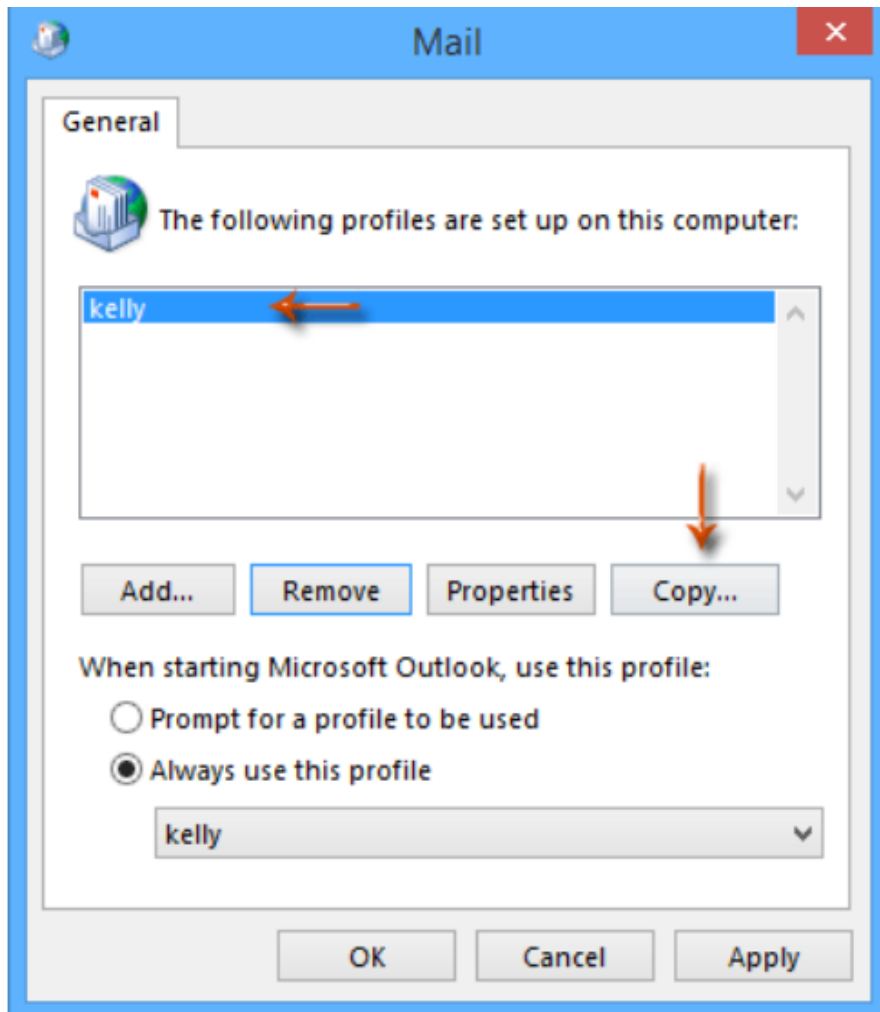 Mail
General
The following profiles are set up on this computer:
kelly
Add...
Remove
Properties
Copy...
When starting Microsoft Outlook, use this profile:
Prompt for a profile to be used
Always use this profile
kelly
OK
Cancel
Apply